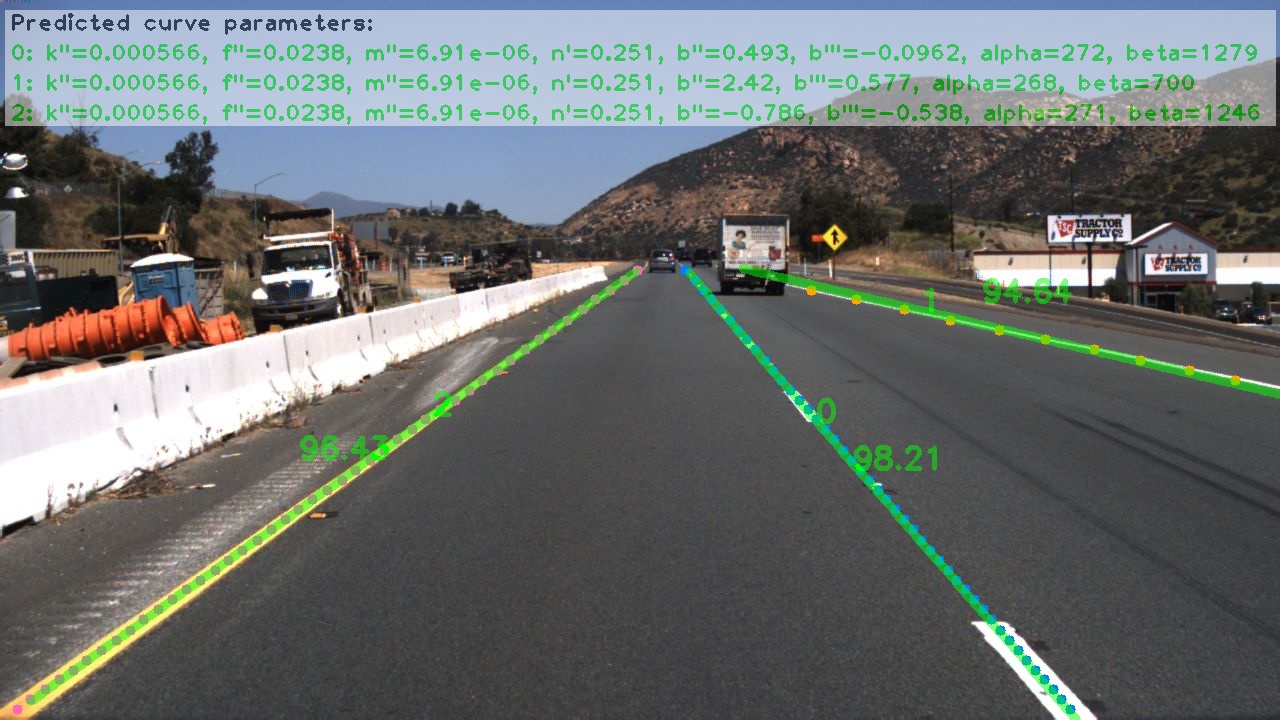 Predicted curve parameters:
0: k''=0.000566, f''=0.0238, m''=6.91e-06, n'=0.251, b''=0.493, b'''=-0.0962, alpha=272, beta=1279
1: k''=0.000566, f''=0.0238, m''=6.91e-06, n'=0.251, b''=2.42, b'''=0.577, alpha=268, beta=700
2: k''=0.000566, f''=0.0238, m''=6.91e-06, n'=0.251, b''=-0.786, b'''=-0.538, alpha=271, beta=1246
TRACTOR SUPPLY CO
TRACTOR SUPPLY CO
1 94.64
2
0
98.43
98.21